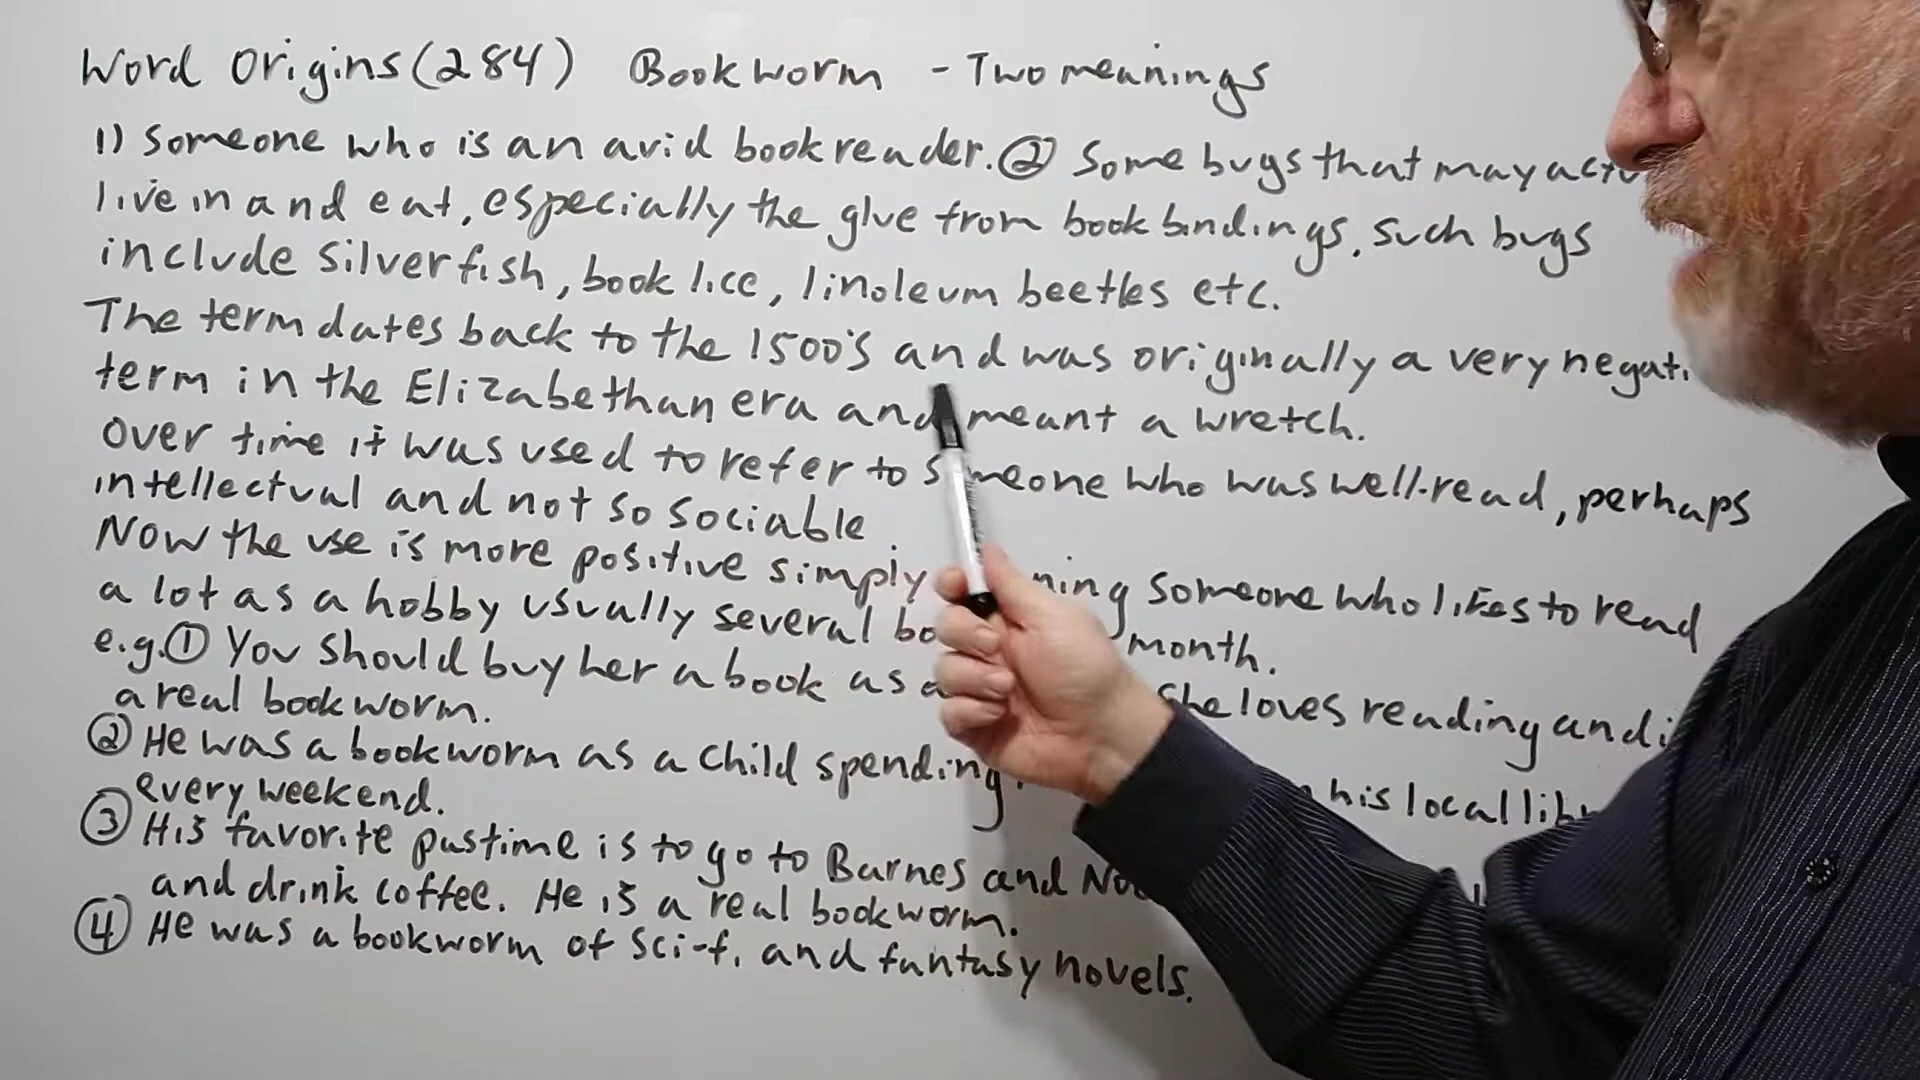 Word Origins (284) Bookworm - Two meanings
1) Someone who is an avid book reader. ② Some bugs that may
live in and eat, especially the glue from book bindings. Such bugs
include silverfish, book lice, linoleum beetles etc.
The term dates back to the 1500's and was originally a very
term in the Elizabethan era and meant a wretch.
Over time it was used to refer to someone who was well-read, perhaps
intellectual and not so sociable
Now the use is more positive simply someone who likes to read
a lot as a hobby usually several month.
e.g. ① You should buy her a book as She loves reading and
a real bookworm.
② He was a bookworm as a child spending his local
every weekend.
③ His favorite pastime is to go to Barnes and
and drink coffee. He is a real bookworm.
④ He was a bookworm of Sci-fi and fantasy novels.